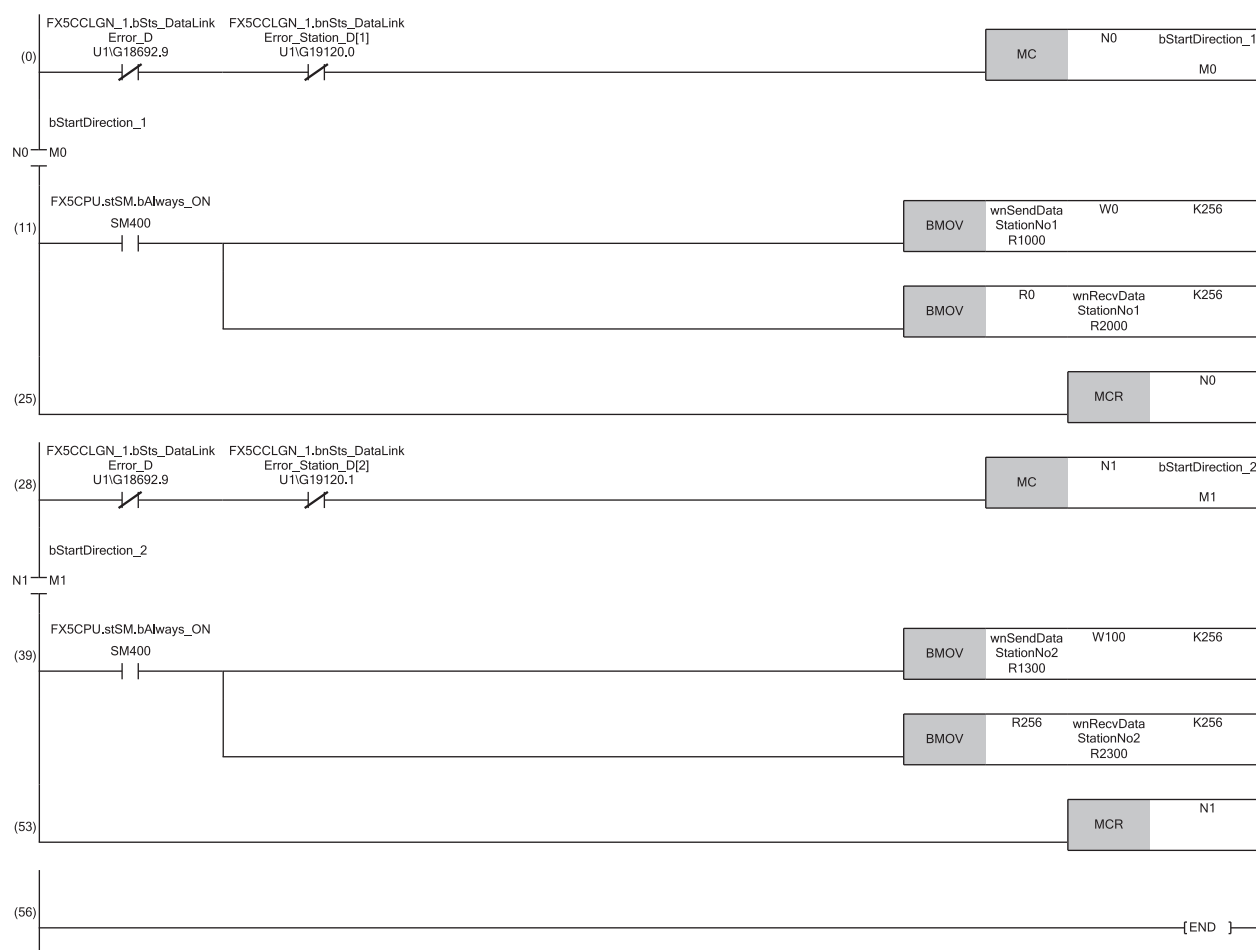 FX5CCLGN_1.bSts_DataLink FX5CCLGN_1.bnSts_DataLink
Error_D Error_Station_D[1]
U1\G18692.9 U1\G19120.0
(0) MC N0 bStartDirection_1
M0
bStartDirection_1
N0 M0
FX5CPU.stSM.bAlways_ON
SM400
(11) BMOV wnSendData W0 K256
StationNo1
R1000
BMOV R0 wnRecvData K256
StationNo1
R2000
(25) MCR N0
FX5CCLGN_1.bSts_DataLink FX5CCLGN_1.bnSts_DataLink
Error_D Error_Station_D[2]
U1\G18692.9 U1\G19120.1
(28) MC N1 bStartDirection_2
M1
bStartDirection_2
N1 M1
FX5CPU.stSM.bAlways_ON
SM400
(39) BMOV wnSendData W100 K256
StationNo2
R1300
BMOV R256 wnRecvData K256
StationNo2
R2300
(53) MCR N1
(56) [END ]